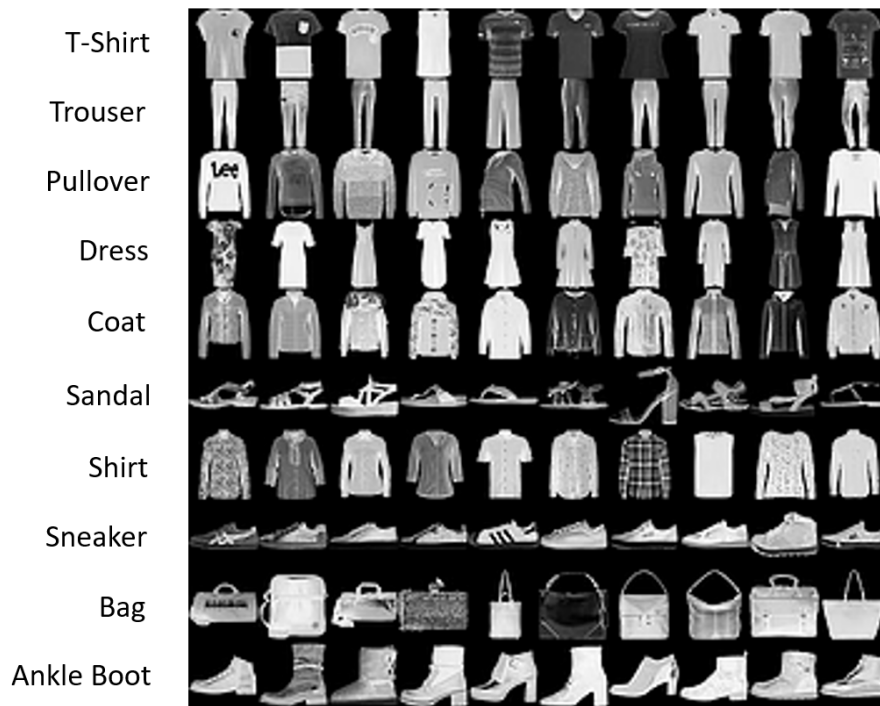 T-Shirt
Trouser
Pullover
Lee
Dress
Coat
Sandal
Shirt
Sneaker
Bag
Ankle Boot